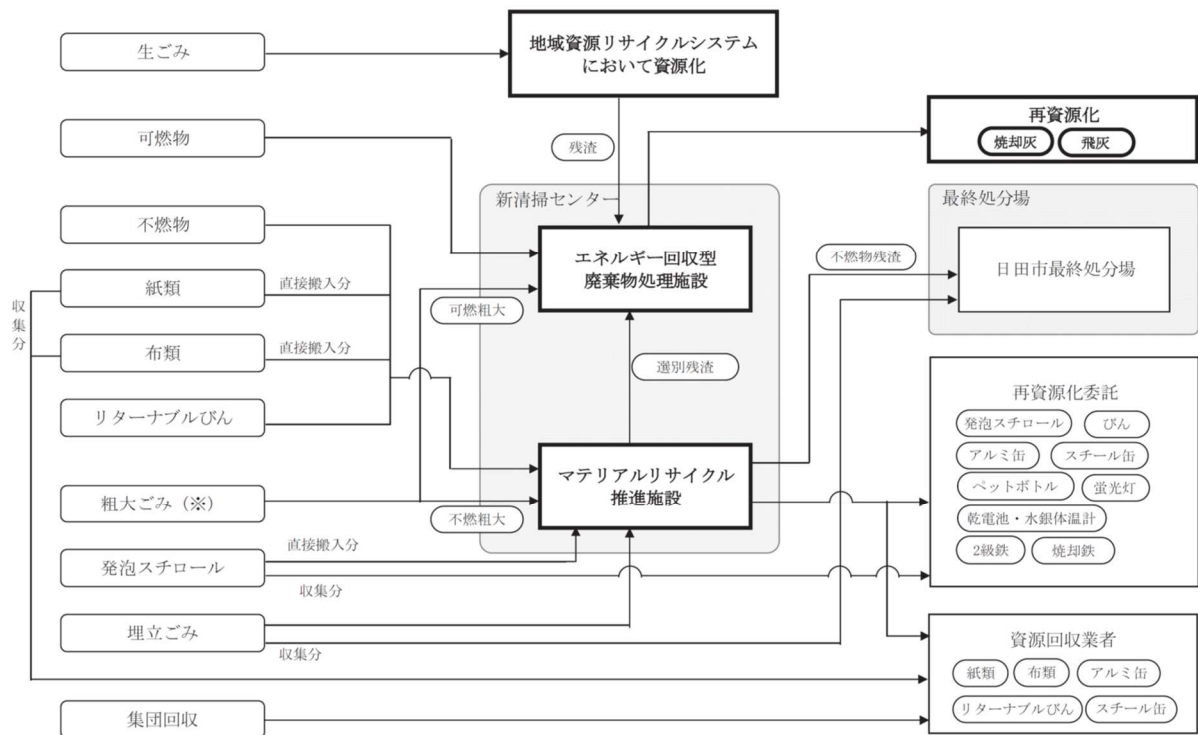 生ごみ
地域資源リサイクルシステム
において資源化
可燃物
残渣
再資源化
焼却灰
飛灰
新清掃センター
最終処分場
不燃物
エネルギー回収型
廃棄物処理施設
不燃物残渣
日田市最終処分場
紙類
直接搬入分
可燃粗大
収集分
布類
直接搬入分
選別残渣
リターナブルびん
再資源化委託
発泡スチロール
びん
アルミ缶
スチール缶
ペットボトル
蛍光灯
乾電池・水銀体温計
2級鉄
焼却鉄
マテリアルリサイクル
推進施設
粗大ごみ(※)
不燃粗大
直接搬入分
発泡スチロール
収集分
埋立ごみ
収集分
資源回収業者
紙類
布類
アルミ缶
リターナブルびん
スチール缶
集団回収